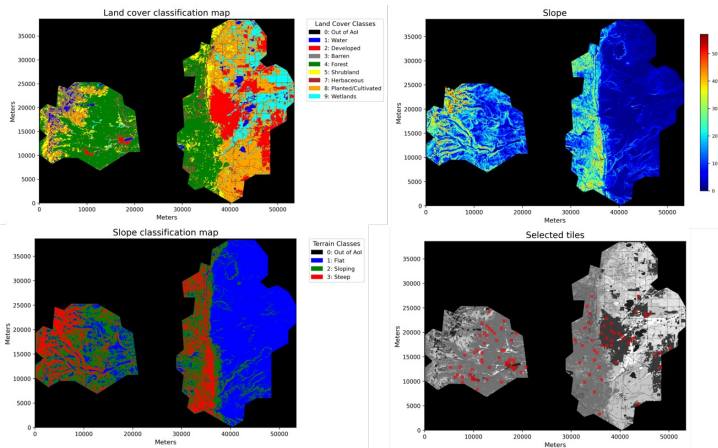 Land cover classification map
Meters
35000
30000
25000
20000
15000
10000
5000
0
0 10000 20000 30000 40000 50000
Meters
Land Cover Classes
0: Out of AoI
1: Water
2: Developed
3: Barren
4: Forest
5: Shrubland
7: Herbaceous
8: Planted/Cultivated
9: Wetlands
Slope
Meters
35000
30000
25000
20000
15000
10000
5000
0
0 10000 20000 30000 40000 50000
Meters
50
40
30
20
10
0
Slope classification map
Meters
35000
30000
25000
20000
15000
10000
5000
0
0 10000 20000 30000 40000 50000
Meters
Terrain Classes
0: Out of AoI
1: Flat
2: Sloping
3: Steep
Selected tiles
Meters
35000
30000
25000
20000
15000
10000
5000
0
0 10000 20000 30000 40000 50000
Meters